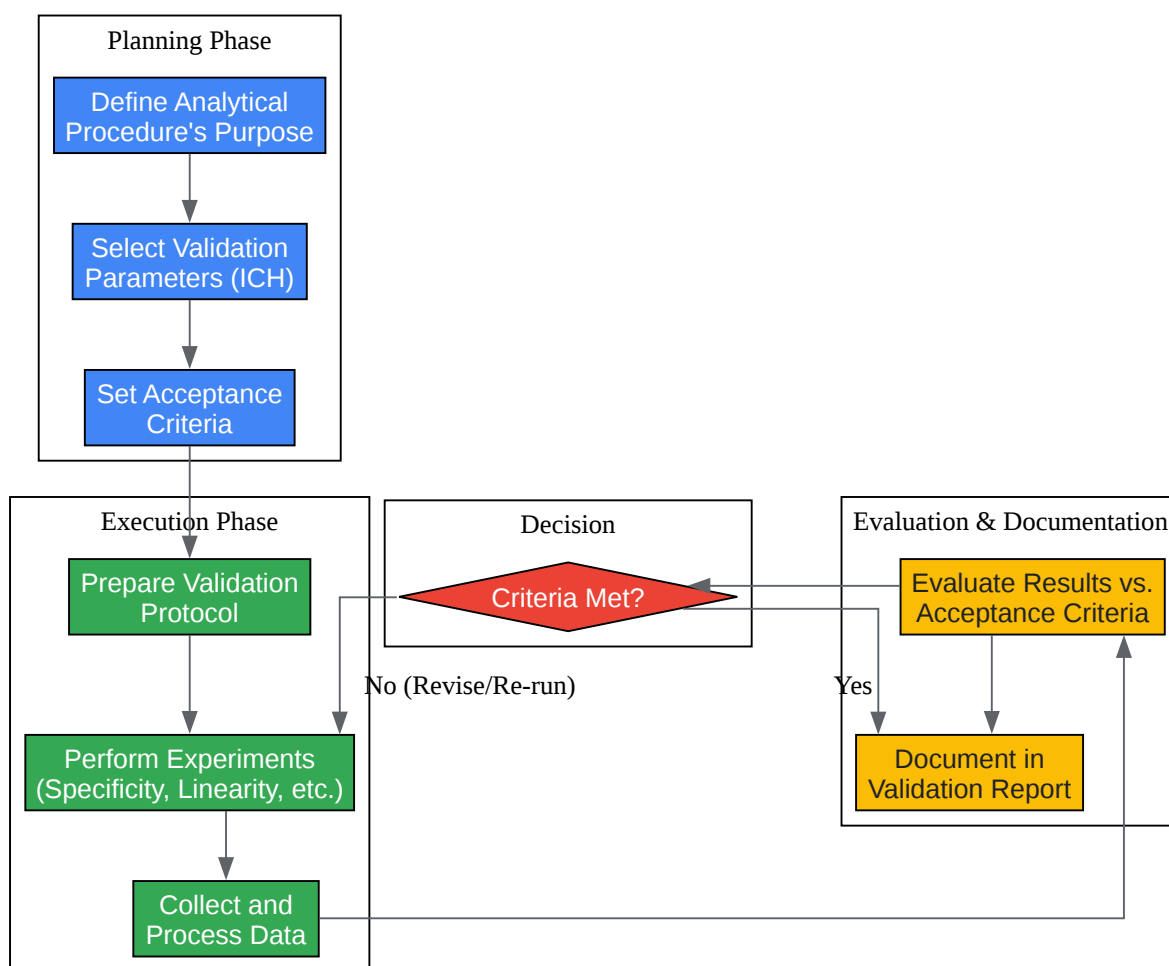 Planning Phase
Define Analytical
Procedure's Purpose
Select Validation
Parameters (ICH)
Set Acceptance
Criteria
Execution Phase
Prepare Validation
Protocol
Perform Experiments
(Specificity, Linearity, etc.)
Collect and
Process Data
Decision
Criteria Met?
No (Revise/Re-run)
Yes
Evaluation & Documentation
Evaluate Results vs.
Acceptance Criteria
Document in
Validation Report